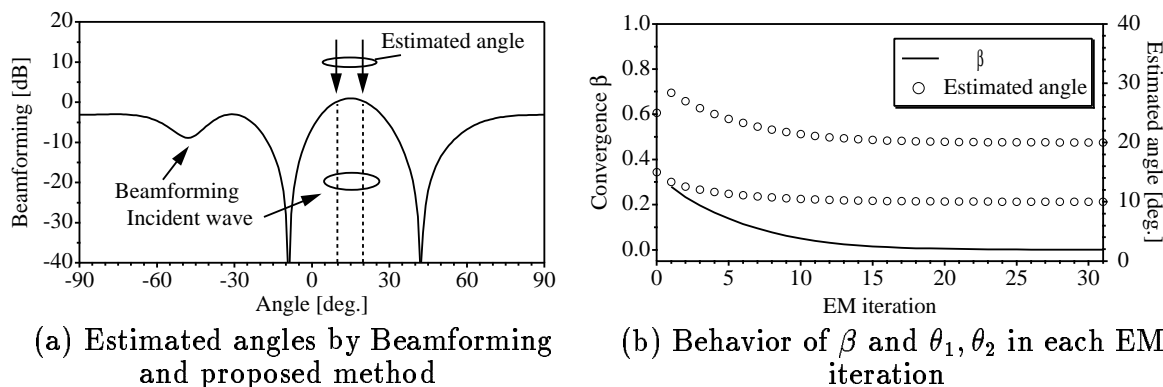 20
10
0
-10
-20
-30
-40
Beamforming [dB]
Estimated angle
Beamforming
Incident wave
-90 -60 -30 0 30 60 90
Angle [deg.]
(a) Estimated angles by Beamforming
and proposed method
1.0
0.8
0.6
0.4
0.2
0.0
Convergence β
β
Estimated angle
40
30
20
10
0
Estimated angle [deg.]
0 5 10 15 20 25 30
EM iteration
(b) Behavior of β and θ1, θ2 in each EM
iteration